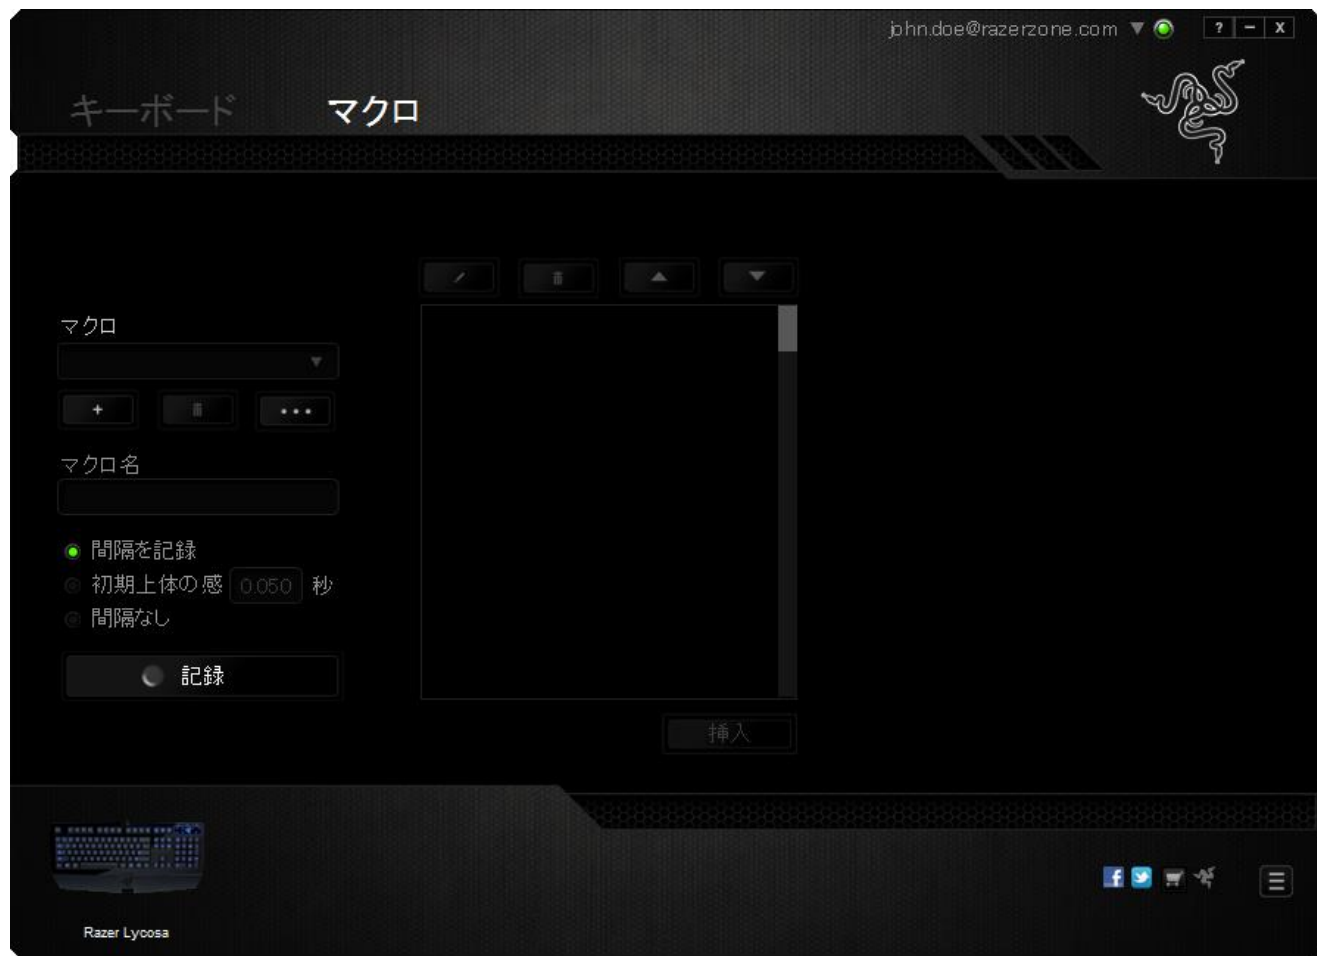 john.doe@razerzone.com ? – X
キーボード マクロ
マクロ
マクロ名
間隔を記録
初期上体の感 0.050 秒
間隔なし
記録
挿入
Razer Lycosa